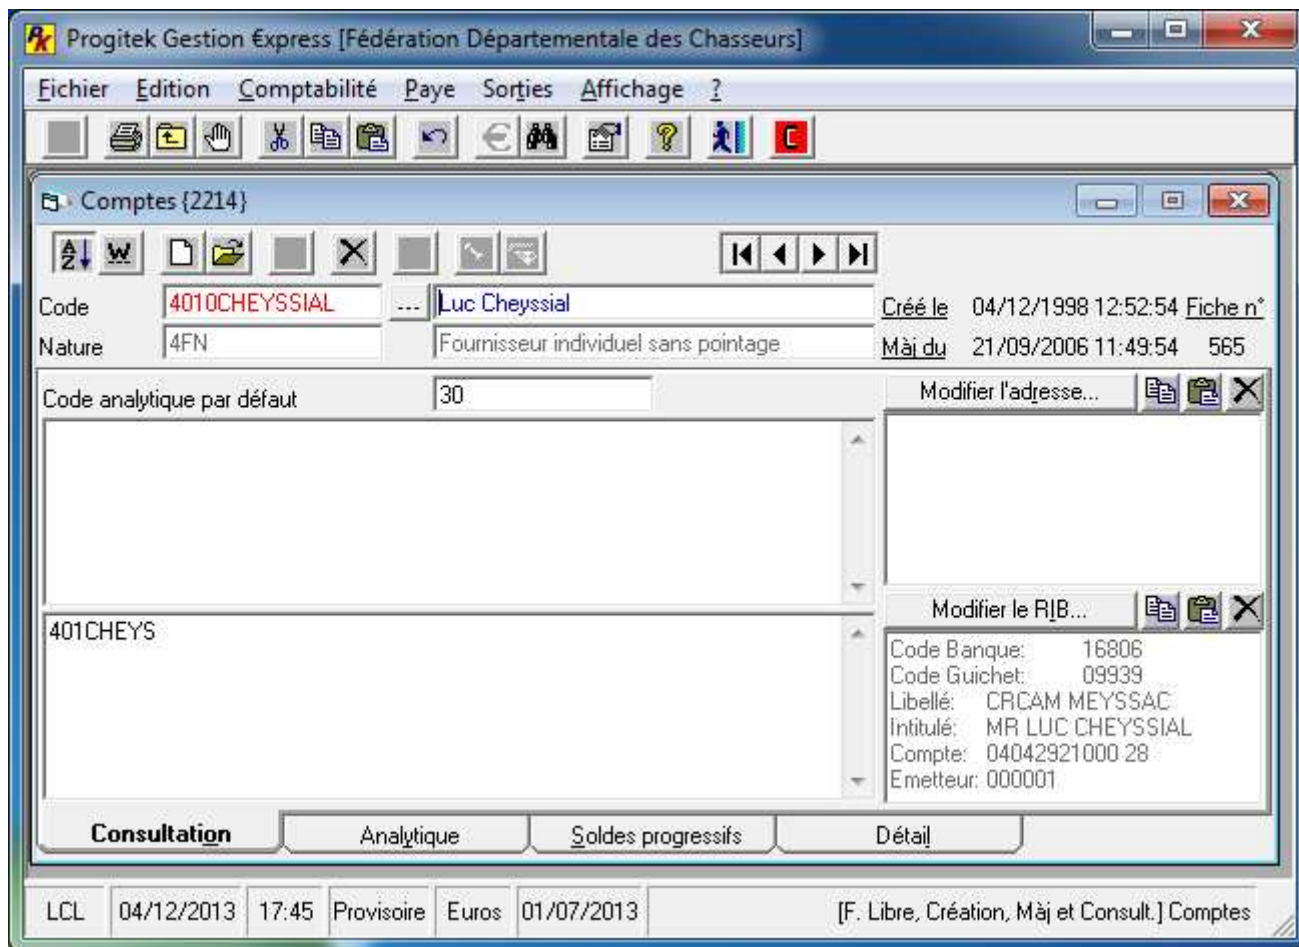 Progitek Gestion €xpress [Fédération Départementale des Chasseurs]
Fichier Edition Comptabilité Paye Sorties Affichage ?
Comptes {2214}
Code 4010CHEYSSIAL ... Luc Cheyssial Créé le 04/12/1998 12:52:54 Fiche n°
Nature 4FN Fournisseur individuel sans pointage Màj du 21/09/2006 11:49:54 565
Code analytique par défaut 30 Modifier l'adresse...
Modifier le RIB...
401CHEYS
Code Banque: 16806
Code Guichet: 09939
Libellé: CRCAM MEYSSAC
Intitulé: MR LUC CHEYSSIAL
Compte: 04042921000 28
Emetteur: 000001
Consultation Analytique Soldes progressifs Détail
LCL 04/12/2013 17:45 Provisoire Euros 01/07/2013 [F. Libre, Création, Màj et Consult.] Comptes